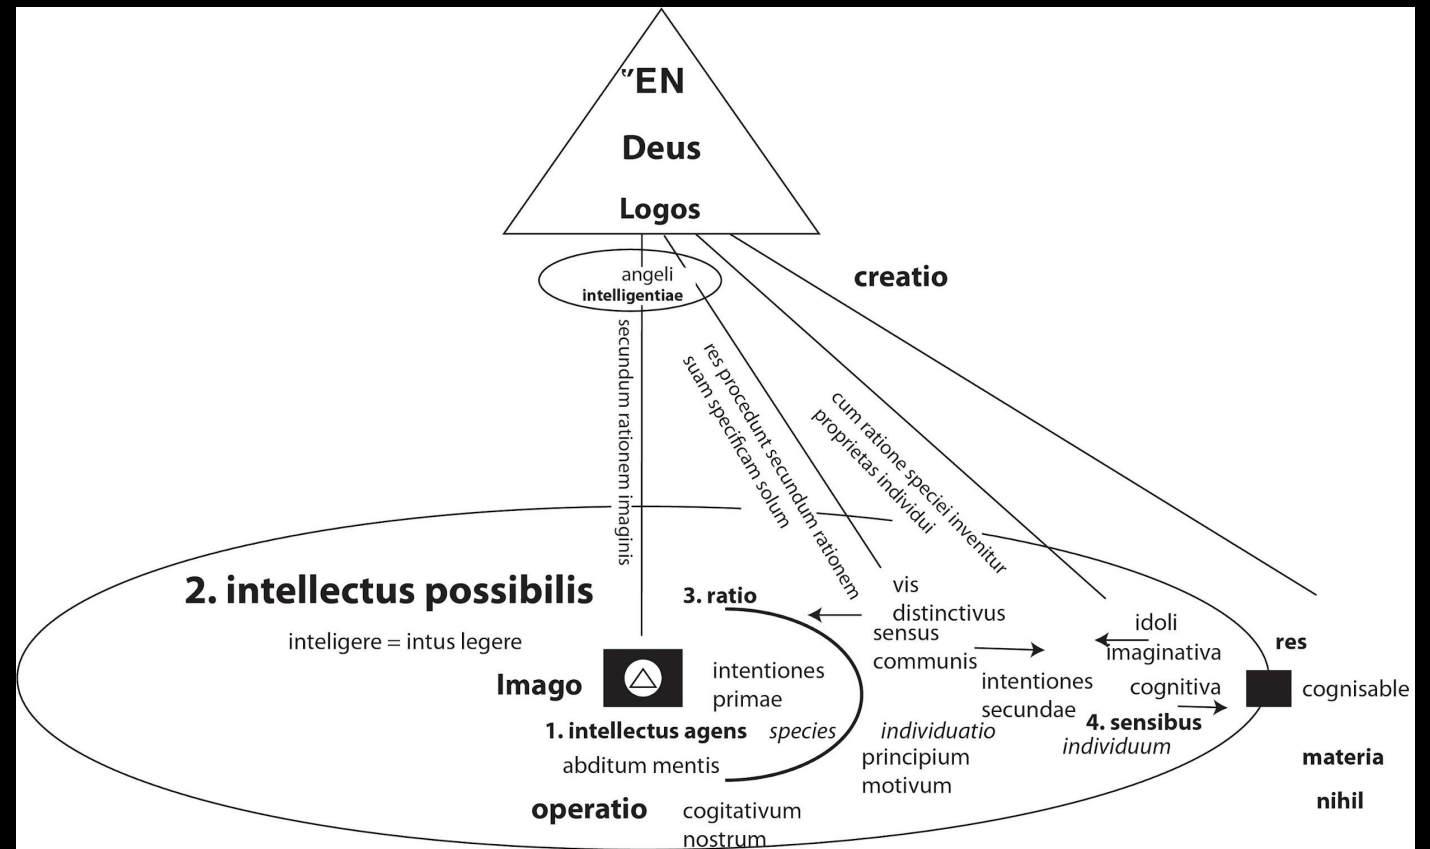 ἝN
Deus
Logos
angeli
intelligentiae
creatio
secundum rationem imaginis
res procedunt secundum rationem
suam specificam solum
cum ratione speciei invenitur
proprietas individui
2. intellectus possibilis
inteligere = intus legere
3. ratio
vis
distinctivus
sensus
communis
idoli
imaginativa
res
Imago
intentiones
primae
intentiones
secundae
cognitiva
cognisable
1. intellectus agens
species
individuatio
4. sensibus
individuum
abditum mentis
principium
motivum
materia
operatio
cogitativum
nostrum
nihil